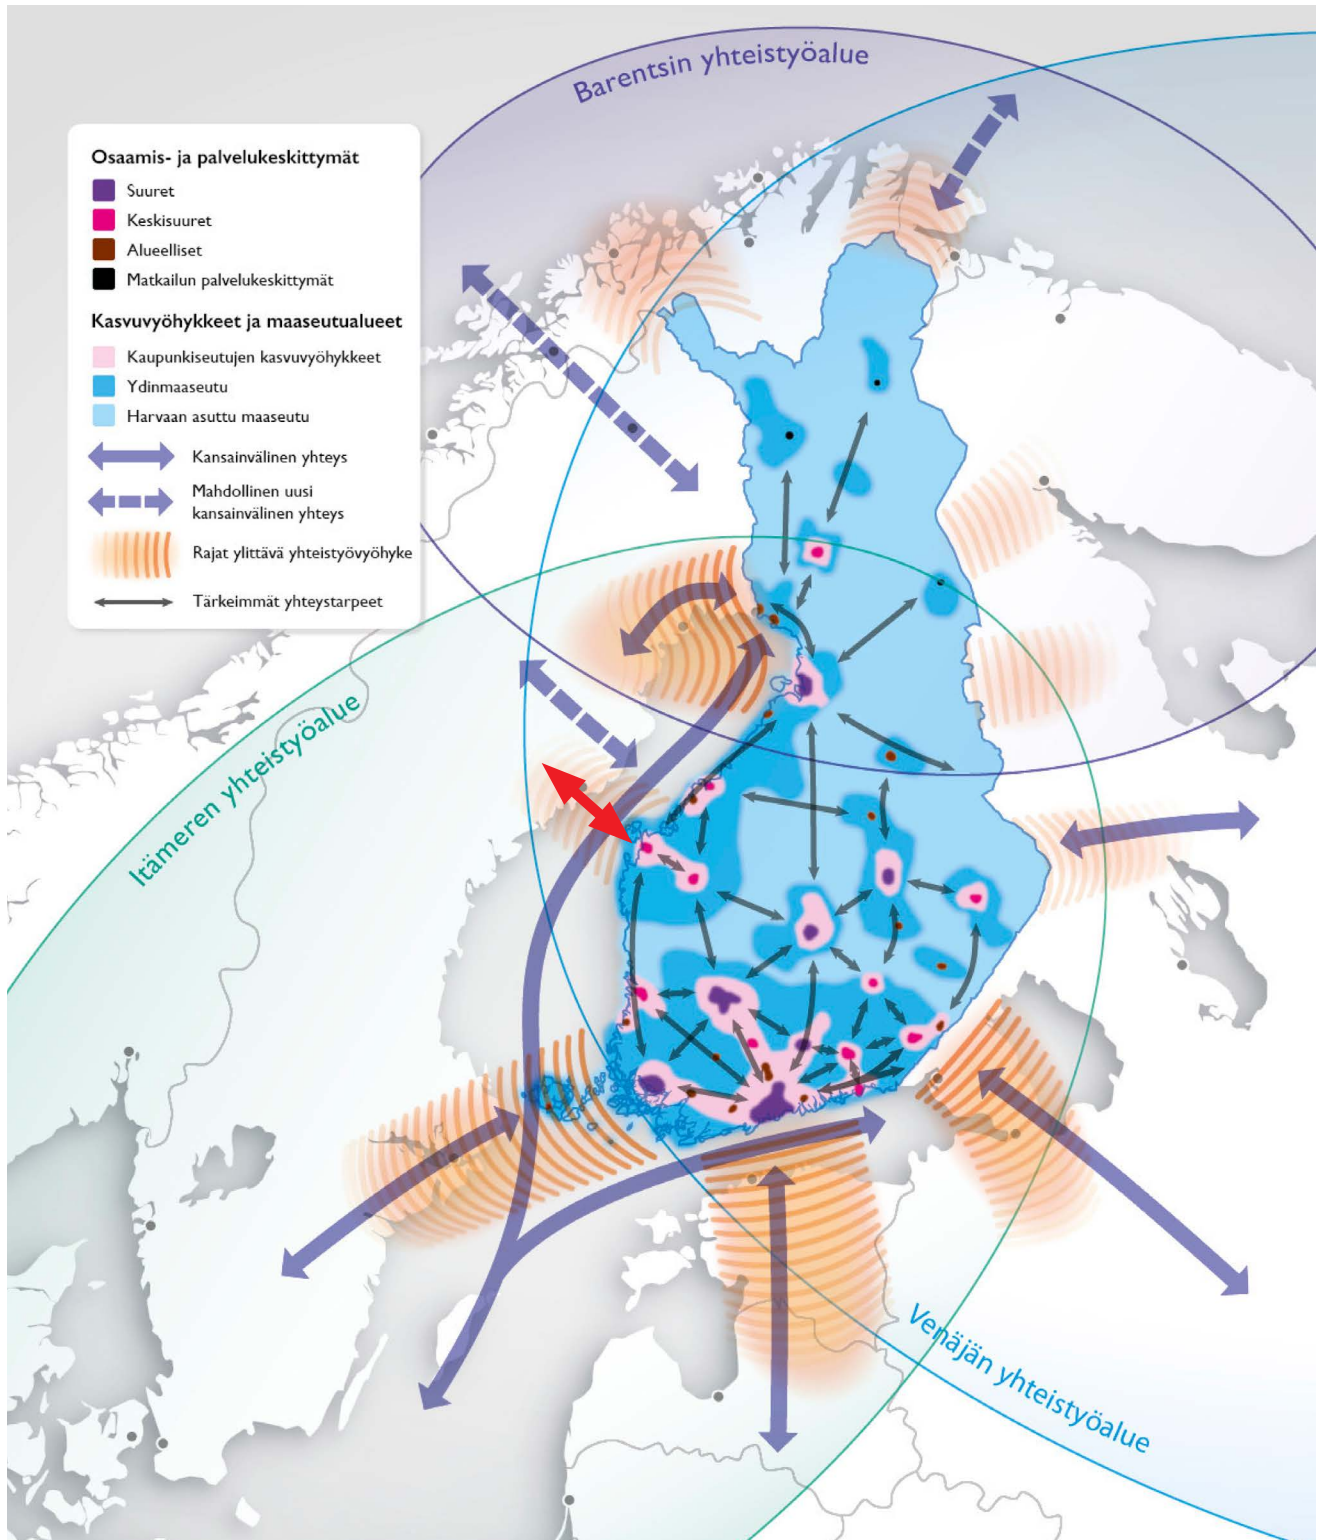 Barentsin yhteistyöalue
Osaamis- ja palvelukeskittymät
Suuret
Keskisuuret
Alueelliset
Matkailun palvelukeskittymät
Kasvuvyöhykkeet ja maaseutualueet
Kaupunkiseutujen kasvuvyöhykkeet
Ydinmaaseutu
Harvaan asuttu maaseutu
Kansainvälinen yhteys
Mahdollinen uusi
kansainvälinen yhteys
Rajat ylittävä yhteistyövyöhyke
Tärkeimmät yhteystarpeet
Itämeren yhteistyöalue
Venäjän yhteistyöalue